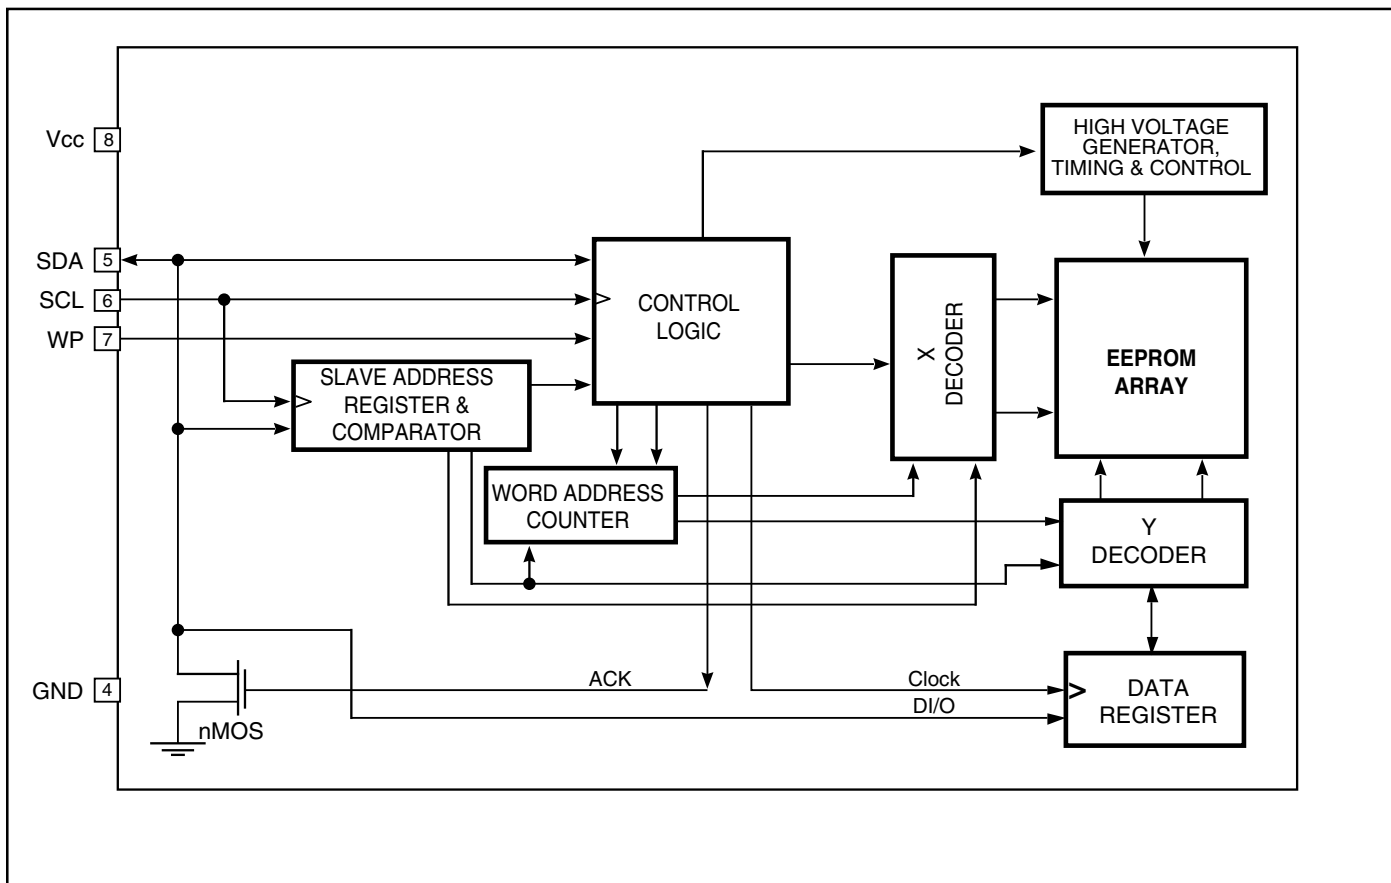 HIGH VOLTAGE
GENERATOR,
TIMING & CONTROL
Vcc 8
SDA 5
SCL 6
WP 7
CONTROL
LOGIC
X
DECODER
EEPROM
ARRAY
SLAVE ADDRESS
REGISTER &
COMPARATOR
WORD ADDRESS
COUNTER
Y
DECODER
GND 4
nMOS
ACK
Clock
DI/O
DATA
REGISTER